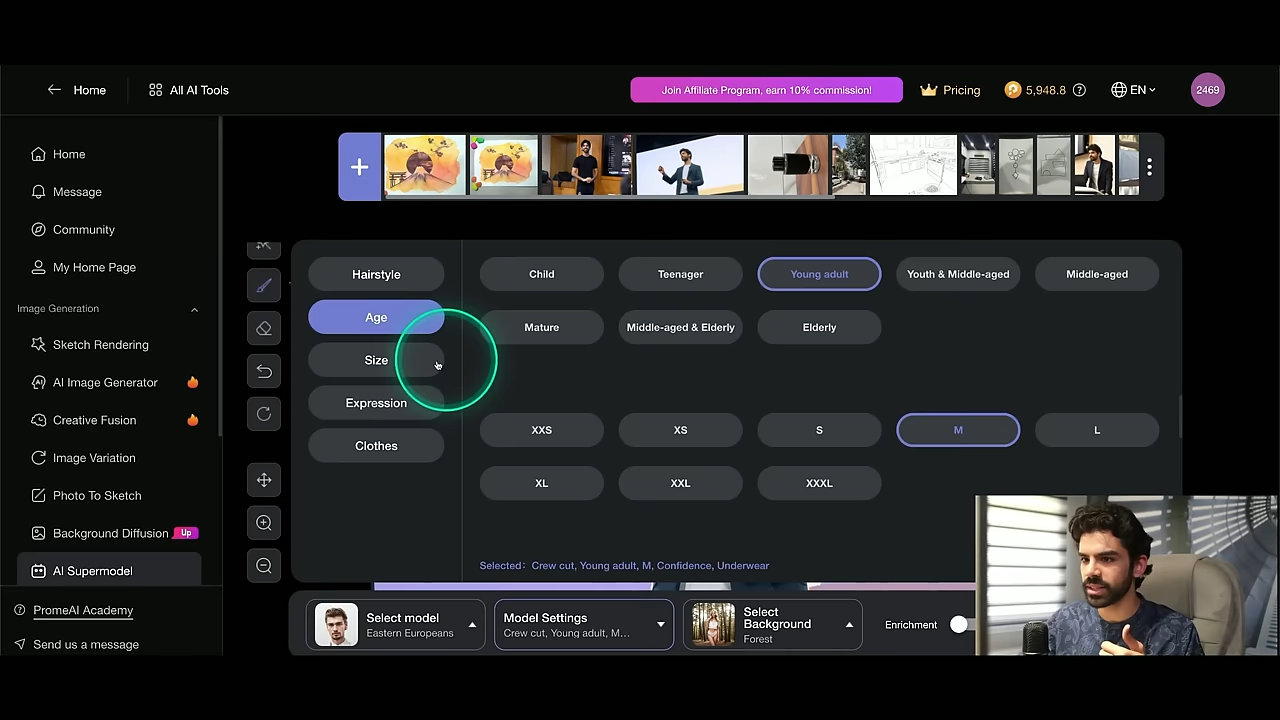 Home
All AI Tools
Join Affiliate Program, earn 10% commission!
Pricing
5,948.8
EN
2469
Home
Message
Community
My Home Page
Image Generation
Sketch Rendering
AI Image Generator
Creative Fusion
Image Variation
Photo To Sketch
Background Diffusion Up
AI Supermodel
PromeAI Academy
Send us a message
Hairstyle
Age
Size
Expression
Clothes
Child Teenager Young adult Youth & Middle-aged Middle-aged
Mature Middle-aged & Elderly Elderly
XXS XS S M L
XL XXL XXXL
Selected: Crew cut, Young adult, M, Confidence, Underwear
Select model
Eastern Europeans
Model Settings
Crew cut, Young adult, M...
Select
Background
Forest
Enrichment